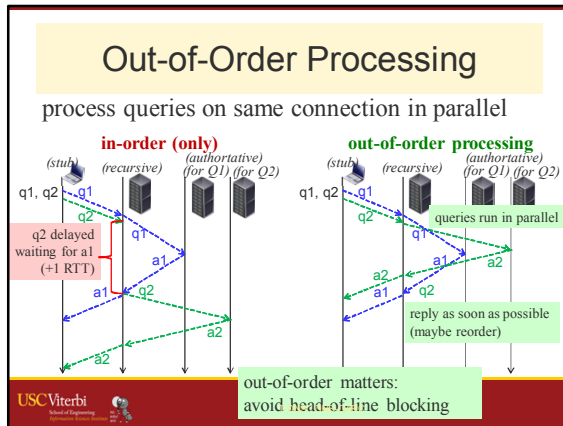 Out-of-Order Processing
process queries on same connection in parallel
in-order (only)
(stub)
(recursive)
(authortative)
(for Q1) (for Q2)
q1, q2
q1
q2
q2 delayed
waiting for a1
(+1 RTT)
q1
a1
a1
q2
a2
a2
out-of-order processing
(stub)
(recursive)
(authortative)
(for Q1) (for Q2)
q1, q2
q1
q2
queries run in parallel
q1
a2
a1
a2
a1
reply as soon as possible
(maybe reorder)
out-of-order matters:
avoid head-of-line blocking
USC Viterbi
School of Engineering
Information Sciences Institute